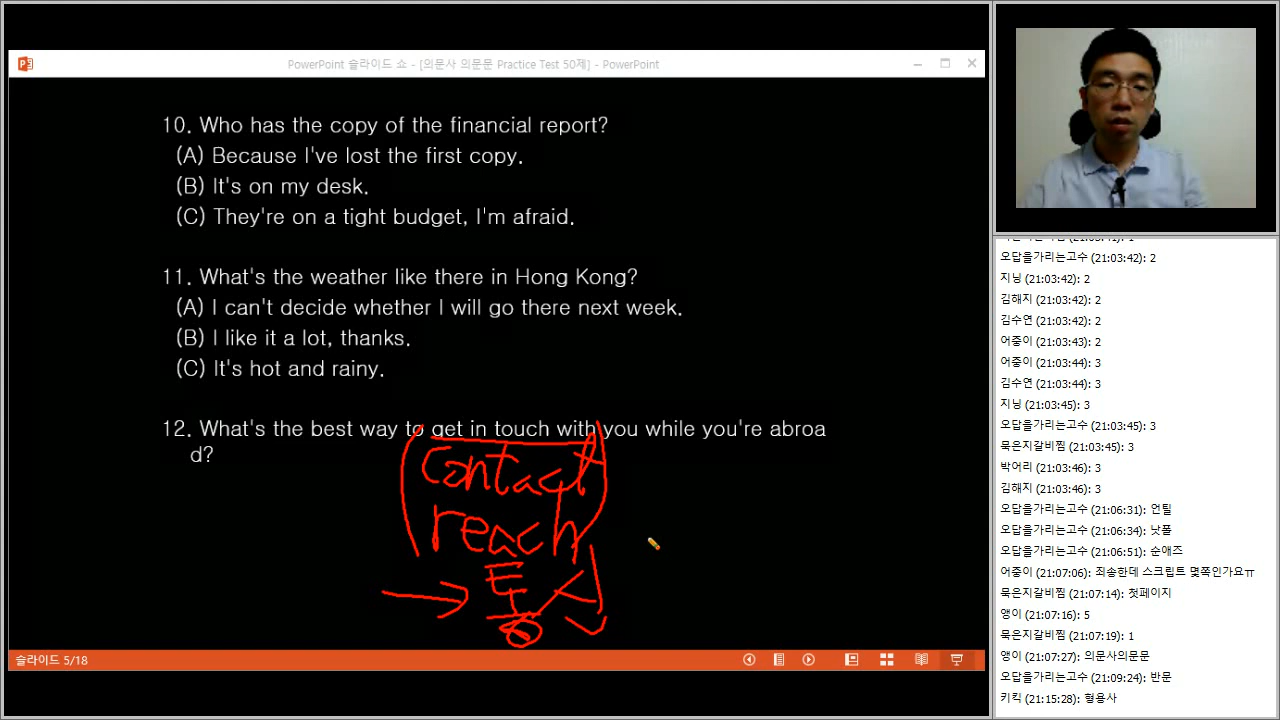 PowerPoint 슬라이드 쇼 - [의문사 의문문 Practice Test 50제] - PowerPoint
10. Who has the copy of the financial report?
(A) Because I've lost the first copy.
(B) It's on my desk.
(C) They're on a tight budget, I'm afraid.
11. What's the weather like there in Hong Kong?
(A) I can't decide whether I will go there next week.
(B) I like it a lot, thanks.
(C) It's hot and rainy.
12. What's the best way to get in touch with you while you're abroa
d?
contact
reach
슬라이드 5/18
오답을가리는고수 (21:03:42): 2
지닝 (21:03:42): 2
김해지 (21:03:42): 2
김수연 (21:03:42): 2
어중이 (21:03:43): 2
어중이 (21:03:44): 3
김수연 (21:03:44): 3
지닝 (21:03:45): 3
오답을가리는고수 (21:03:45): 3
묵은지갈비찜 (21:03:45): 3
박어리 (21:03:46): 3
김해지 (21:03:46): 3
오답을가리는고수 (21:06:31): 언틸
오답을가리는고수 (21:06:34): 낫폴
오답을가리는고수 (21:06:51): 순애즈
어중이 (21:07:06): 죄송한데 스크립트 몇쪽인가요ㅠ
묵은지갈비찜 (21:07:14): 첫페이지
앵이 (21:07:16): 5
묵은지갈비찜 (21:07:19): 1
앵이 (21:07:27): 의문사의문문
오답을가리는고수 (21:09:24): 반문
키킥 (21:15:28): 형용사